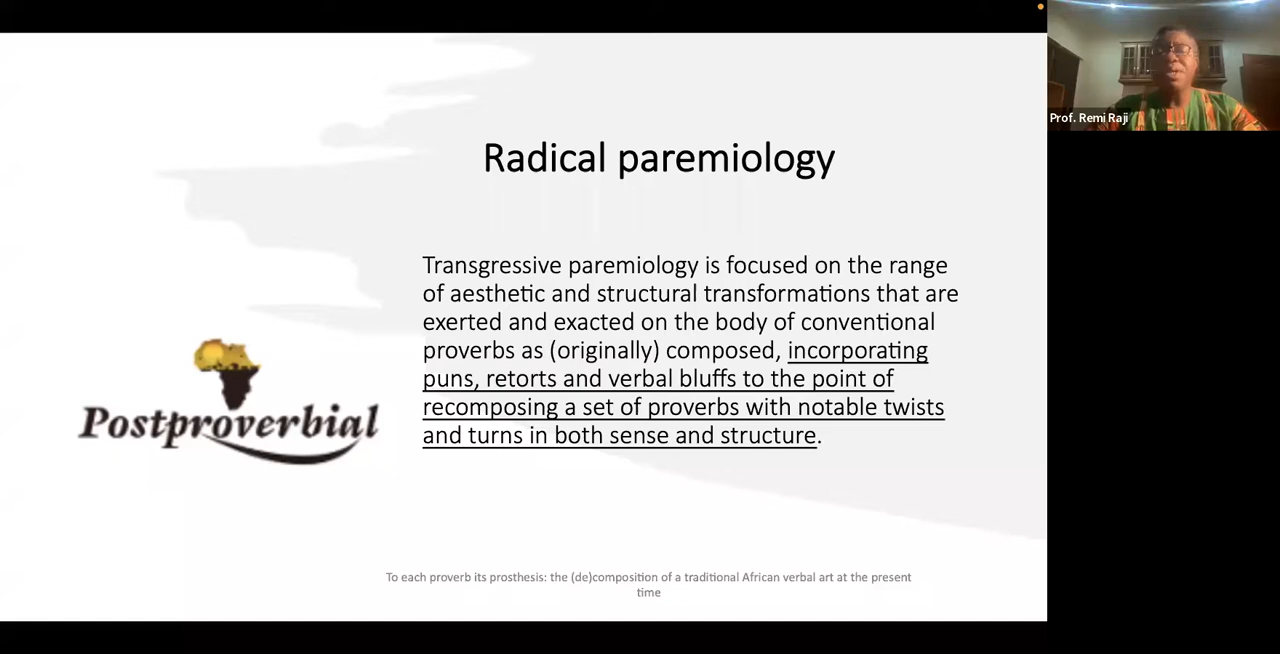 Prof. Remi Raji
Radical paremiology
Transgressive paremiology is focused on the range
of aesthetic and structural transformations that are
exerted and exacted on the body of conventional
proverbs as (originally) composed, incorporating
puns, retorts and verbal bluffs to the point of
recomposing a set of proverbs with notable twists
and turns in both sense and structure.
Postproverbial
To each proverb its prosthesis: the (de)composition of a traditional African verbal art at the present
time